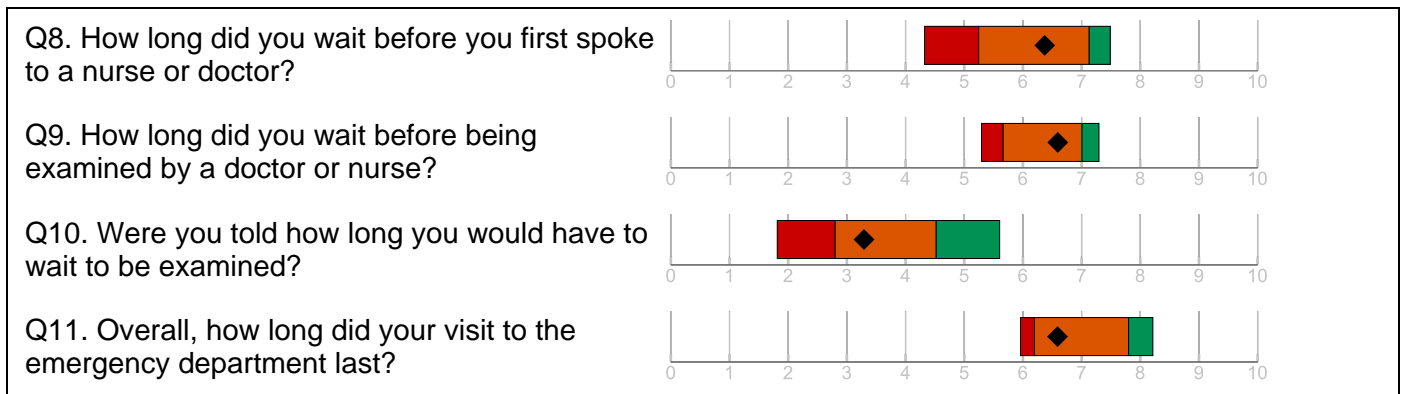 Q8. How long did you wait before you first spoke
to a nurse or doctor?
0 1 2 3 4 5 6 7 8 9 10
Q9. How long did you wait before being
examined by a doctor or nurse?
0 1 2 3 4 5 6 7 8 9 10
Q10. Were you told how long you would have to
wait to be examined?
0 1 2 3 4 5 6 7 8 9 10
Q11. Overall, how long did your visit to the
emergency department last?
0 1 2 3 4 5 6 7 8 9 10